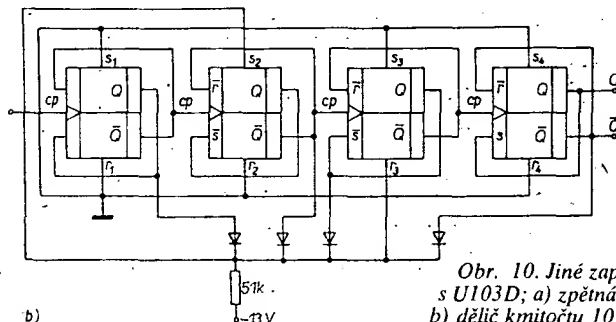 s₁ s₂ s₃ s₄
Q r̄ Q r̄ Q r̄ Q Q
cp cp cp cp
Q̄ s̄ Q̄ s̄ Q̄ s Q̄ Q̄
r₁ r₂ r₃ r₄
51k
-13V
b)
Obr. 10. Jiné zap
s U103D; a) zpětná
b) dělič kmitočtu 10